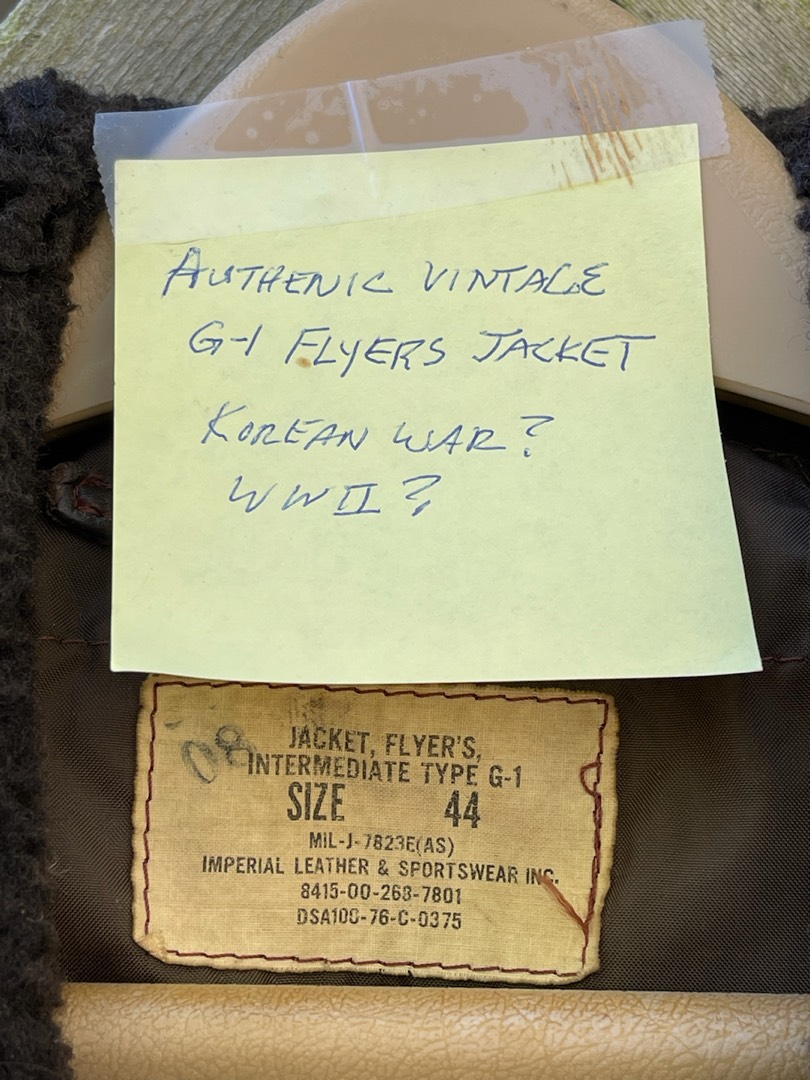 AUTHENIC VINTAGE
G-1 FLYERS JACKET
KOREAN WAR?
WWII?
08
JACKET, FLYER'S,
INTERMEDIATE TYPE G-1
SIZE 44
MIL-J-7823E(AS)
IMPERIAL LEATHER & SPORTSWEAR INC.
8415-00-268-7801
DSA100-76-C-0375